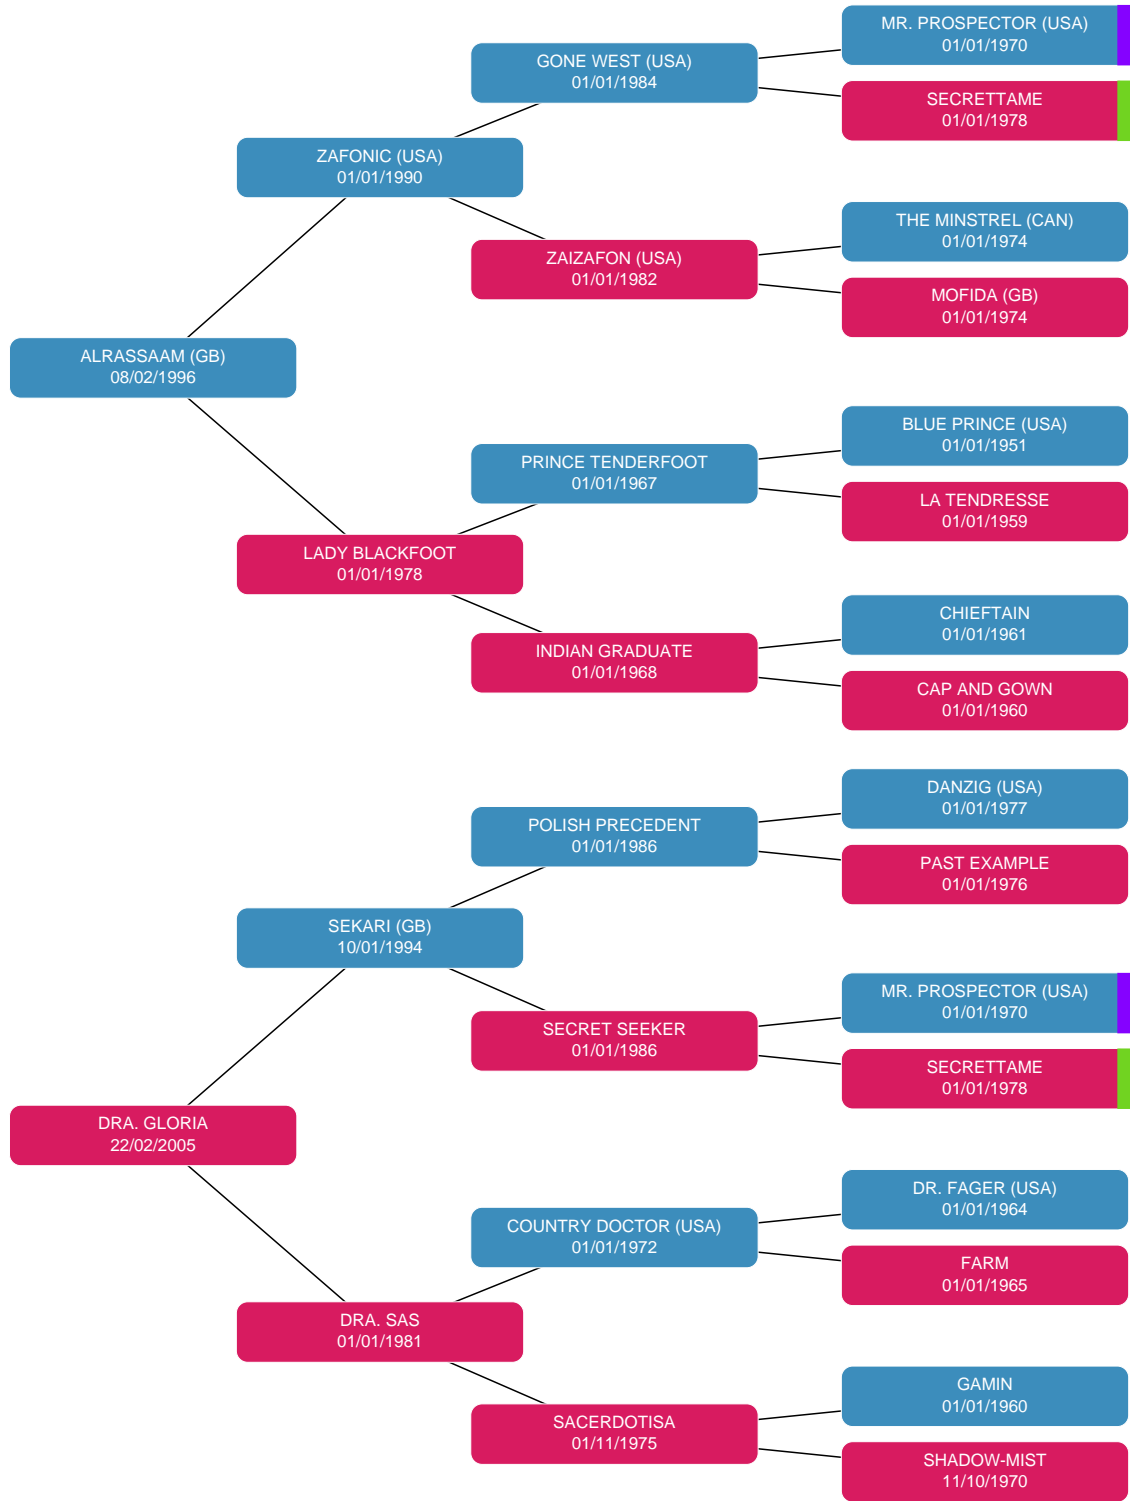 MR. PROSPECTOR (USA)
01/01/1970
GONE WEST (USA)
01/01/1984
SECRETTAME
01/01/1978
ZAFONIC (USA)
01/01/1990
THE MINSTREL (CAN)
01/01/1974
ZAIZAFON (USA)
01/01/1982
MOFIDA (GB)
01/01/1974
ALRASSAAM (GB)
08/02/1996
BLUE PRINCE (USA)
01/01/1951
PRINCE TENDERFOOT
01/01/1967
LA TENDRESSE
01/01/1959
LADY BLACKFOOT
01/01/1978
CHIEFTAIN
01/01/1961
INDIAN GRADUATE
01/01/1968
CAP AND GOWN
01/01/1960
DANZIG (USA)
01/01/1977
POLISH PRECEDENT
01/01/1986
PAST EXAMPLE
01/01/1976
SEKARI (GB)
10/01/1994
MR. PROSPECTOR (USA)
01/01/1970
SECRET SEEKER
01/01/1986
SECRETTAME
01/01/1978
DRA. GLORIA
22/02/2005
DR. FAGER (USA)
01/01/1964
COUNTRY DOCTOR (USA)
01/01/1972
FARM
01/01/1965
DRA. SAS
01/01/1981
GAMIN
01/01/1960
SACERDOTISA
01/11/1975
SHADOW-MIST
11/10/1970